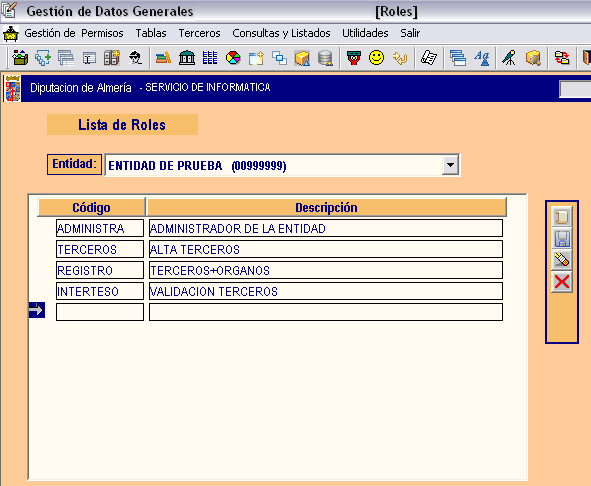 Gestión de Datos Generales [Roles]
Gestión de Permisos Tablas Terceros Consultas y Listados Utilidades Salir
Diputacion de Almería - SERVICIO DE INFORMATICA
Lista de Roles
Entidad: ENTIDAD DE PRUEBA (00999999)
Código Descripción
ADMINISTRA ADMINISTRADOR DE LA ENTIDAD
TERCEROS ALTA TERCEROS
REGISTRO TERCEROS+ORGANOS
INTERTESO VALIDACION TERCEROS